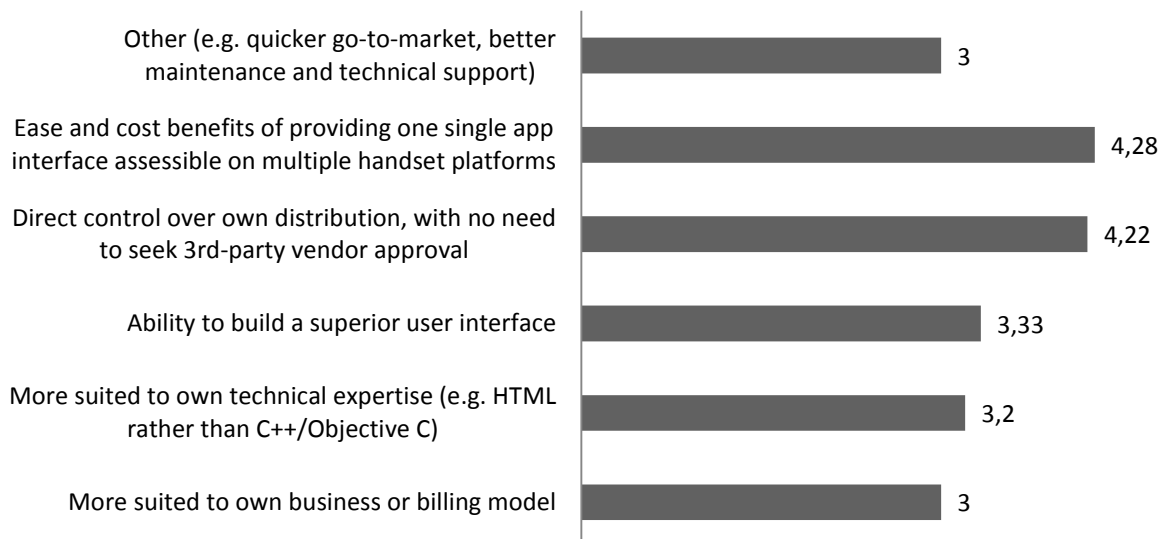 Other (e.g. quicker go-to-market, better
maintenance and technical support)
3
Ease and cost benefits of providing one single app
interface assessible on multiple handset platforms
4,28
Direct control over own distribution, with no need
to seek 3rd-party vendor approval
4,22
Ability to build a superior user interface
3,33
More suited to own technical expertise (e.g. HTML
rather than C++/Objective C)
3,2
More suited to own business or billing model
3